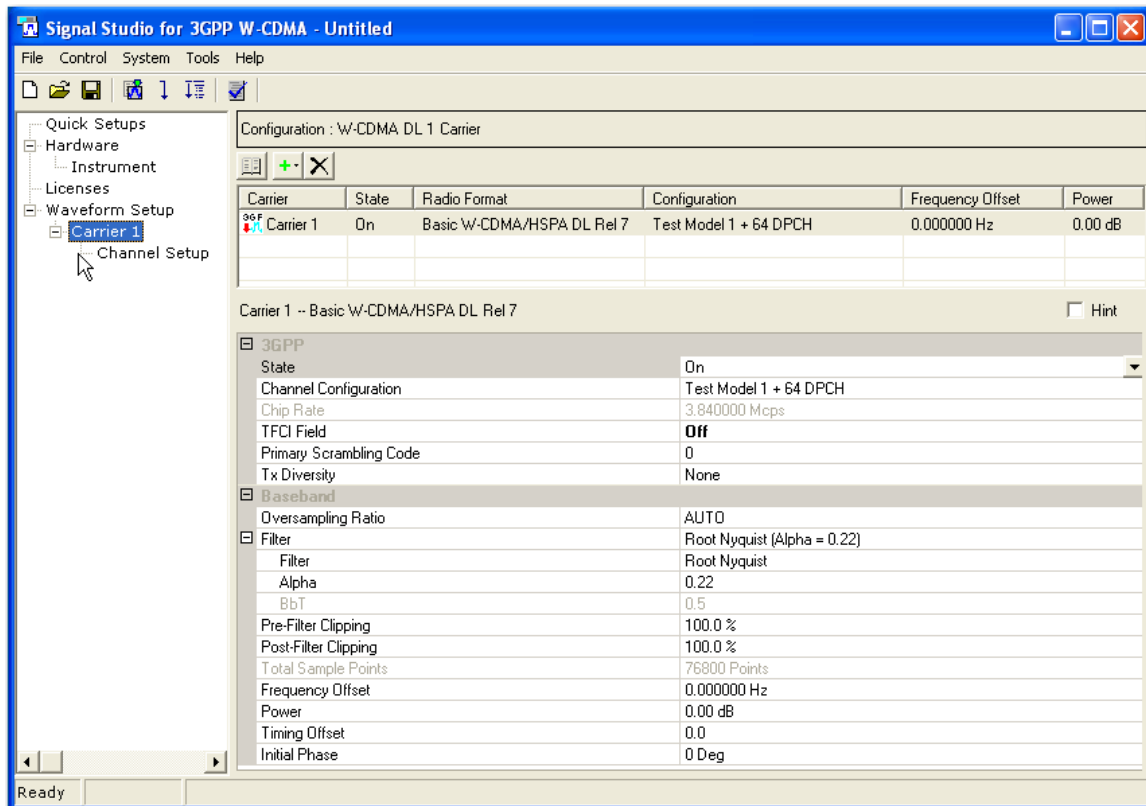 Signal Studio for 3GPP W-CDMA - Untitled
File Control System Tools Help
Quick Setups
Hardware
Instrument
Licenses
Waveform Setup
Carrier 1
Channel Setup
Configuration : W-CDMA DL 1 Carrier
Carrier State Radio Format Configuration Frequency Offset Power
Carrier 1 On Basic W-CDMA/HSPA DL Rel 7 Test Model 1 + 64 DPCH 0.000000 Hz 0.00 dB
Carrier 1 -- Basic W-CDMA/HSPA DL Rel 7 Hint
3GPP
State On
Channel Configuration Test Model 1 + 64 DPCH
Chip Rate 3.840000 Mcps
TFCI Field Off
Primary Scrambling Code 0
Tx Diversity None
Baseband
Oversampling Ratio AUTO
Filter Root Nyquist (Alpha = 0.22)
Filter Root Nyquist
Alpha 0.22
BbT 0.5
Pre-Filter Clipping 100.0 %
Post-Filter Clipping 100.0 %
Total Sample Points 76800 Points
Frequency Offset 0.000000 Hz
Power 0.00 dB
Timing Offset 0.0
Initial Phase 0 Deg
Ready